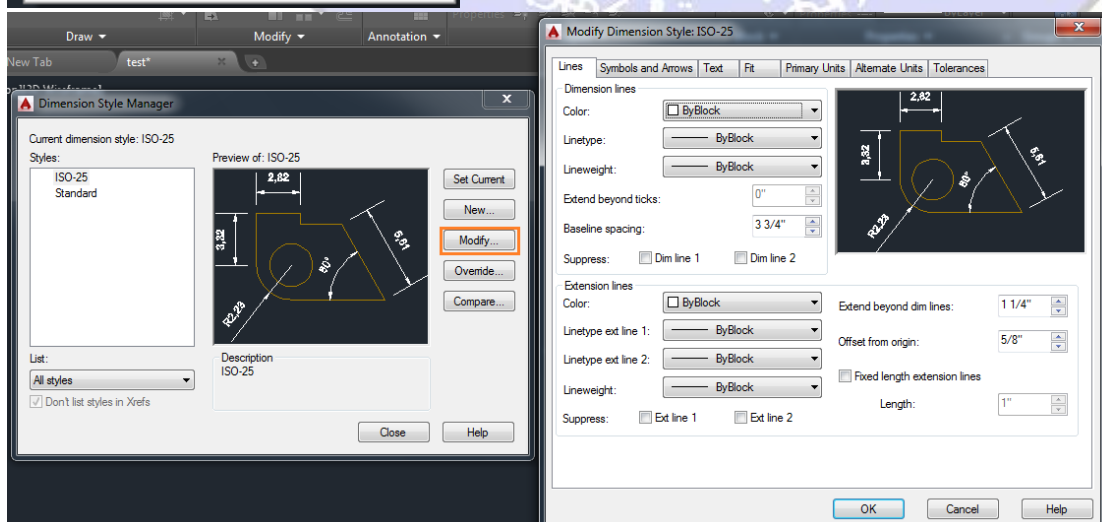 Properties
Draw
Modify
Annotation
New Tab
test*
Dimension Style Manager
X
Current dimension style: ISO-25
Styles:
ISO-25
Standard
Preview of: ISO-25
2,82
3,32
5,61
80°
R2,23
Set Current
New...
Modify...
Override...
Compare...
List:
All styles
Don't list styles in Xrefs
Description
ISO-25
Close
Help
Modify Dimension Style: ISO-25
X
Lines
Symbols and Arrows
Text
Fit
Primary Units
Alternate Units
Tolerances
Dimension lines
Color:
ByBlock
Linetype:
ByBlock
Lineweight:
ByBlock
Extend beyond ticks:
0"
Baseline spacing:
3 3/4"
Suppress:
Dim line 1
Dim line 2
2,82
3,32
5,61
80°
R2,23
Extension lines
Color:
ByBlock
Linetype ext line 1:
ByBlock
Linetype ext line 2:
ByBlock
Lineweight:
ByBlock
Suppress:
Ext line 1
Ext line 2
Extend beyond dim lines:
1 1/4"
Offset from origin:
5/8"
Fixed length extension lines
Length:
1"
OK
Cancel
Help